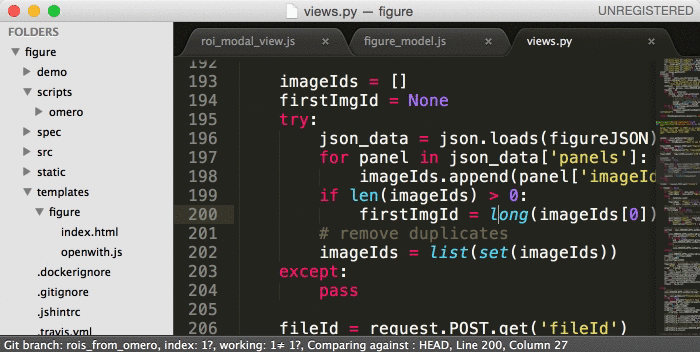 views.py — figure
UNREGISTERED
FOLDERS
figure
demo
scripts
omero
spec
src
static
templates
figure
index.html
openwith.js
.dockerignore
.gitignore
.jshintrc
.travis.yml
roi_modal_view.js × figure_model.js × views.py ×
192
193 imageIds = []
194 firstImgId = None
195 try:
196 json_data = json.loads(figureJSON)
197 for panel in json_data['panels']:
198 imageIds.append(panel['imageId
199 if len(imageIds) > 0:
200 firstImgId = long(imageIds[0])
201 # remove duplicates
202 imageIds = list(set(imageIds))
203 except:
204 pass
205
206 fileId = request.POST.get('fileId')
Git branch: rois_from_omero, index: 1?, working: 1≠ 1?, Comparing against : HEAD, Line 200, Column 27